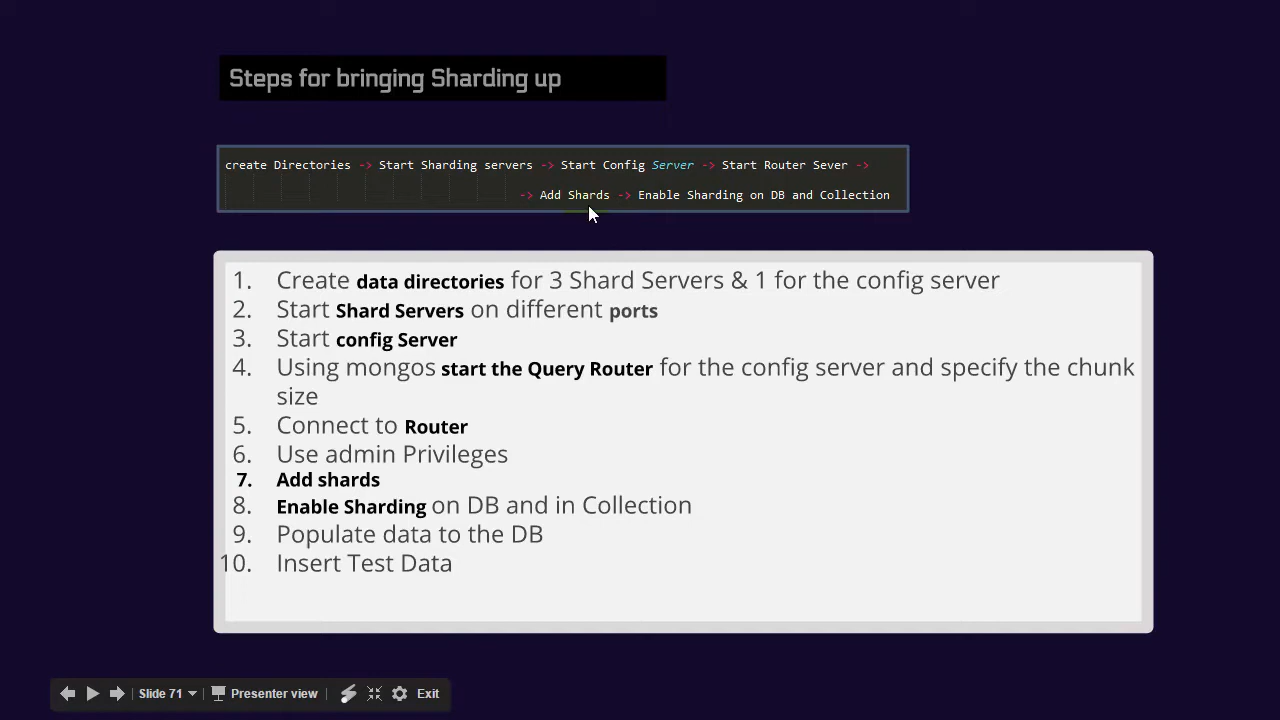 Steps for bringing Sharding up
create Directories -> Start Sharding servers -> Start Config Server -> Start Router Sever ->
-> Add Shards -> Enable Sharding on DB and Collection
1. Create data directories for 3 Shard Servers & 1 for the config server
2. Start Shard Servers on different ports
3. Start config Server
4. Using mongos start the Query Router for the config server and specify the chunk
size
5. Connect to Router
6. Use admin Privileges
7. Add shards
8. Enable Sharding on DB and in Collection
9. Populate data to the DB
10. Insert Test Data
Slide 71 Presenter view Exit